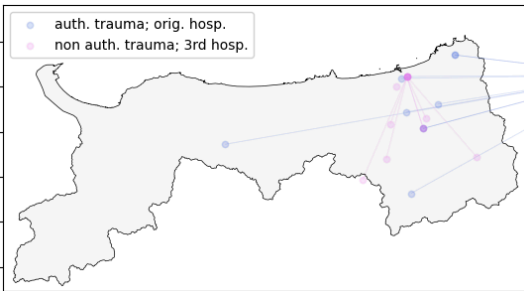 auth. trauma; orig. hosp.
non auth. trauma; 3rd hosp.